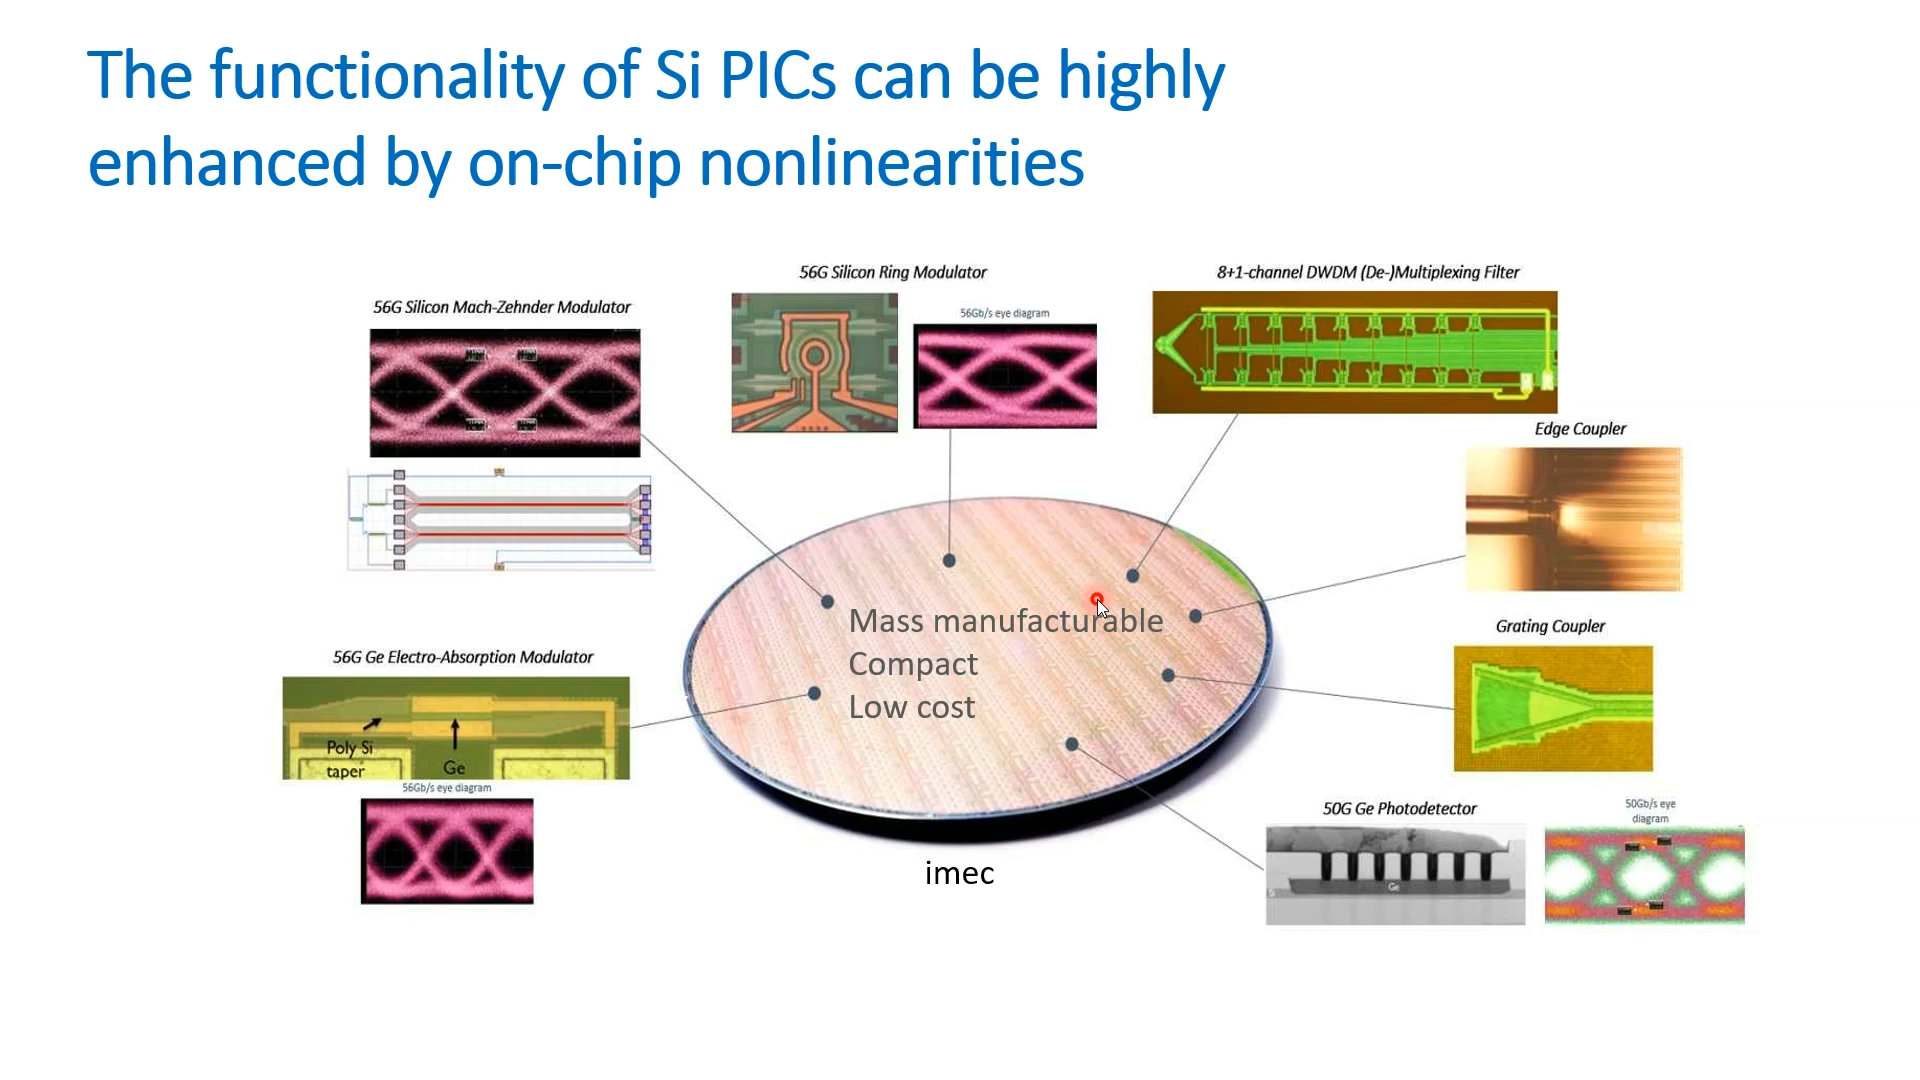 The functionality of Si PICs can be highly
enhanced by on-chip nonlinearities
56G Silicon Mach-Zehnder Modulator
56G Silicon Ring Modulator
56Gb/s eye diagram
8+1-channel DWDM (De-)Multiplexing Filter
Edge Coupler
Grating Coupler
Mass manufacturable
Compact
Low cost
56G Ge Electro-Absorption Modulator
Poly Si
taper
Ge
56Gb/s eye diagram
50G Ge Photodetector
Ge
50Gb/s eye
diagram
imec